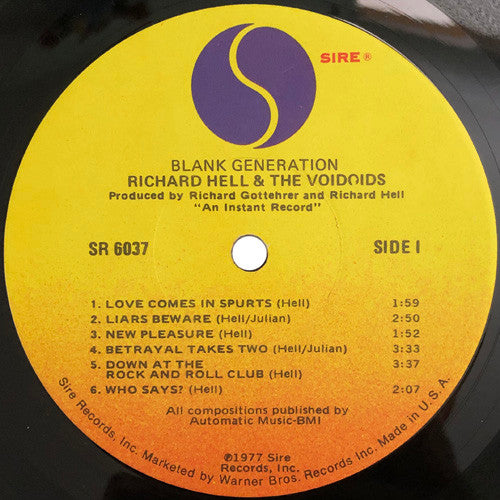 SIRE ®
BLANK GENERATION
RICHARD HELL & THE VOIDOIDS
Produced by Richard Gottehrer and Richard Hell
"An Instant Record"
SR 6037
SIDE I
1. LOVE COMES IN SPURTS (Hell) 1:59
2. LIARS BEWARE (Hell/Julian) 2:50
3. NEW PLEASURE (Hell) 1:52
4. BETRAYAL TAKES TWO (Hell/Julian) 3:33
5. DOWN AT THE
ROCK AND ROLL CLUB (Hell) 3:37
6. WHO SAYS? (Hell) 2:07
All compositions published by
Automatic Music-BMI
℗1977 Sire
Records, Inc.
Sire Records, Inc. Marketed by Warner Bros. Records Inc. Made in U.S.A.